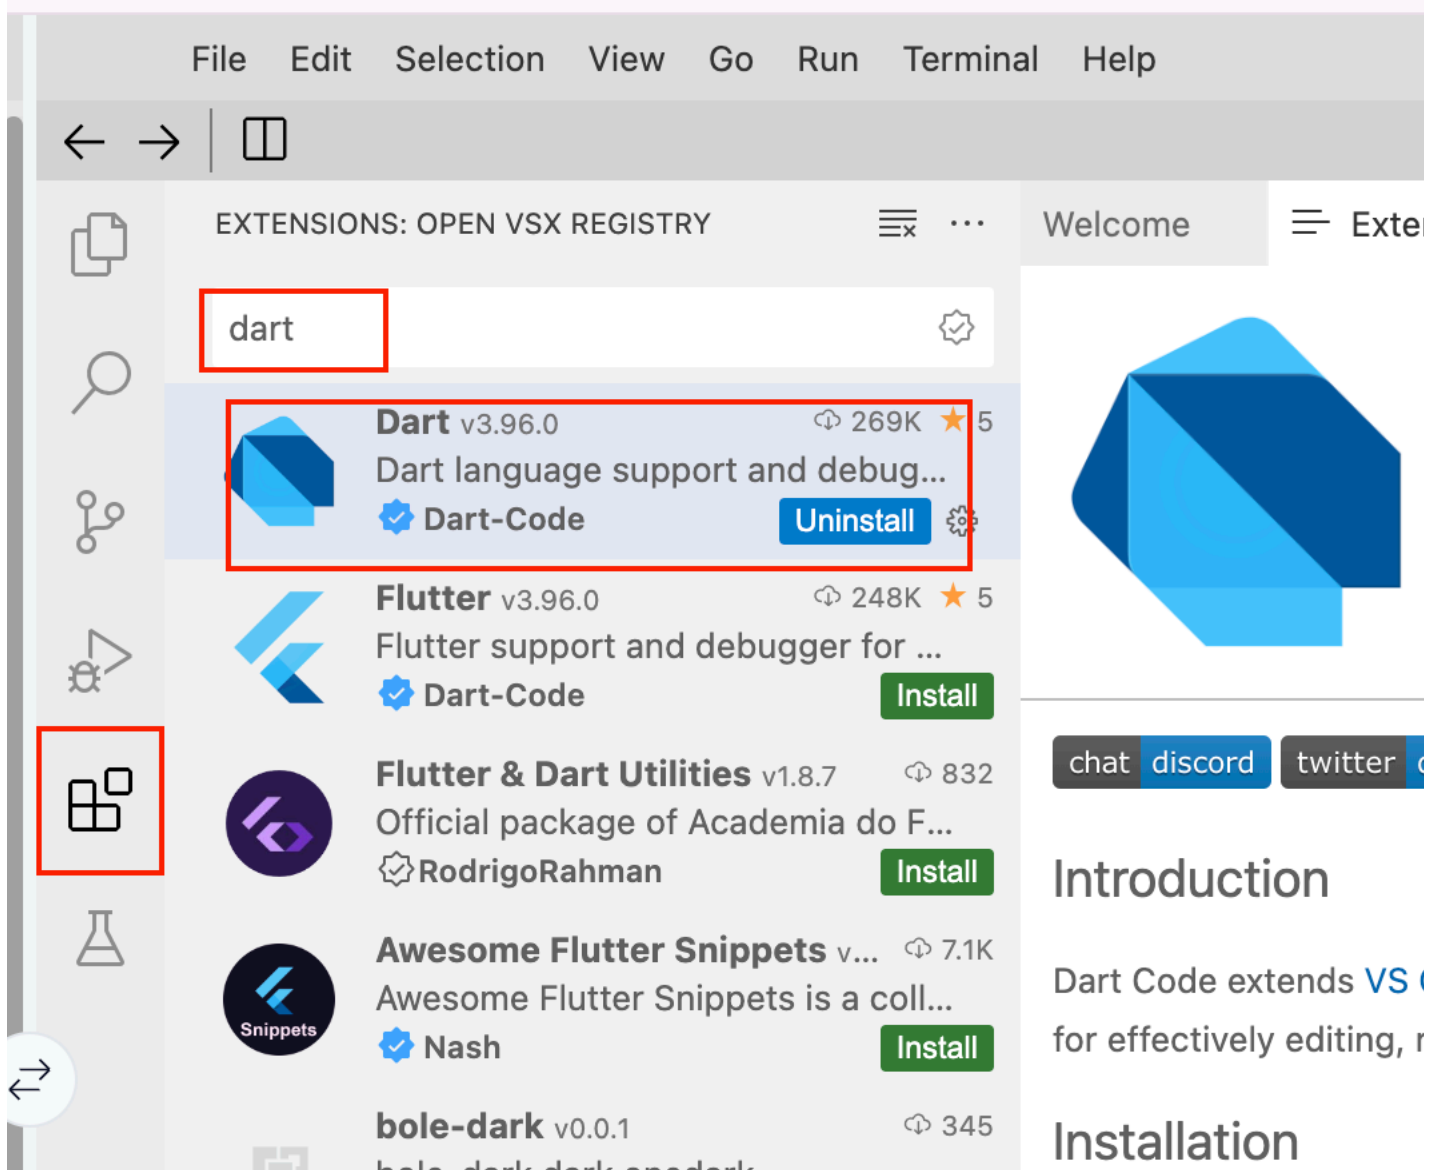 File Edit Selection View Go Run Terminal Help
EXTENSIONS: OPEN VSX REGISTRY
dart
Dart v3.96.0 269K 5
Dart language support and debug...
Dart-Code Uninstall
Flutter v3.96.0 248K 5
Flutter support and debugger for ...
Dart-Code Install
Flutter & Dart Utilities v1.8.7 832
Official package of Academia do F...
RodrigoRahman Install
Awesome Flutter Snippets v... 7.1K
Awesome Flutter Snippets is a coll...
Snippets
Nash Install
bole-dark v0.0.1 345
Welcome Exte
chat discord twitter
Introduction
Dart Code extends VS
for effectively editing,
Installation